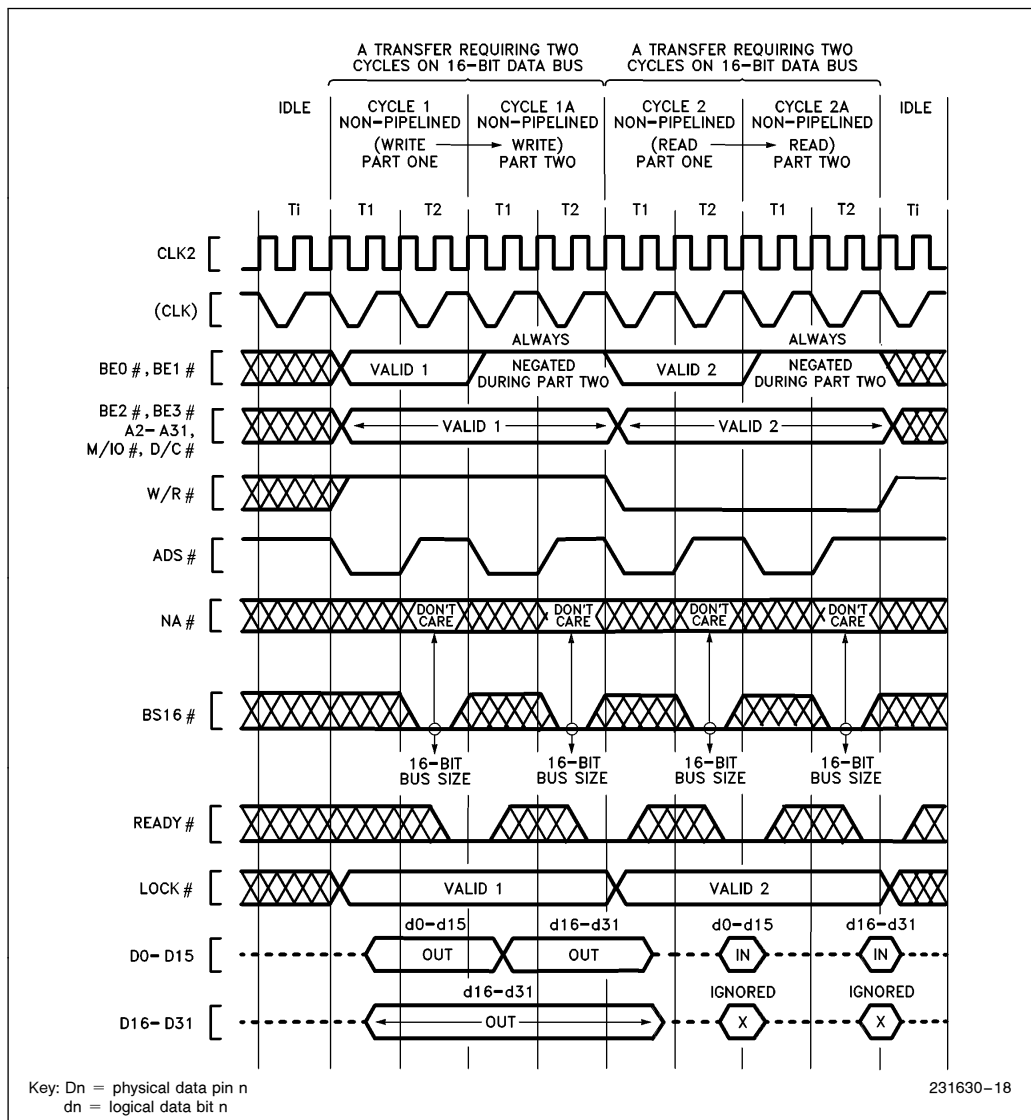 A TRANSFER REQUIRING TWO
CYCLES ON 16-BIT DATA BUS
A TRANSFER REQUIRING TWO
CYCLES ON 16-BIT DATA BUS
IDLE
CYCLE 1
NON-PIPELINED
(WRITE
PART ONE
CYCLE 1A
NON-PIPELINED
WRITE)
PART TWO
CYCLE 2
NON-PIPELINED
(READ
PART ONE
CYCLE 2A
NON-PIPELINED
READ)
PART TWO
IDLE
Ti T1 T2 T1 T2 T1 T2 T1 T2 Ti
CLK2
(CLK)
BE0 #, BE1 #
VALID 1
ALWAYS
NEGATED
DURING PART TWO
VALID 2
ALWAYS
NEGATED
DURING PART TWO
BE2 #, BE3 #
A2-A31,
M/IO #, D/C #
VALID 1
VALID 2
W/R #
ADS #
NA #
DON'T
CARE
DON'T
CARE
DON'T
CARE
DON'T
CARE
BS16 #
16-BIT
BUS SIZE
16-BIT
BUS SIZE
16-BIT
BUS SIZE
16-BIT
BUS SIZE
READY #
LOCK #
VALID 1
VALID 2
d0-d15 d16-d31 d0-d15 d16-d31
D0-D15
OUT OUT IN IN
d16-d31 IGNORED IGNORED
D16-D31
OUT X X
Key: Dn = physical data pin n
dn = logical data bit n
231630-18